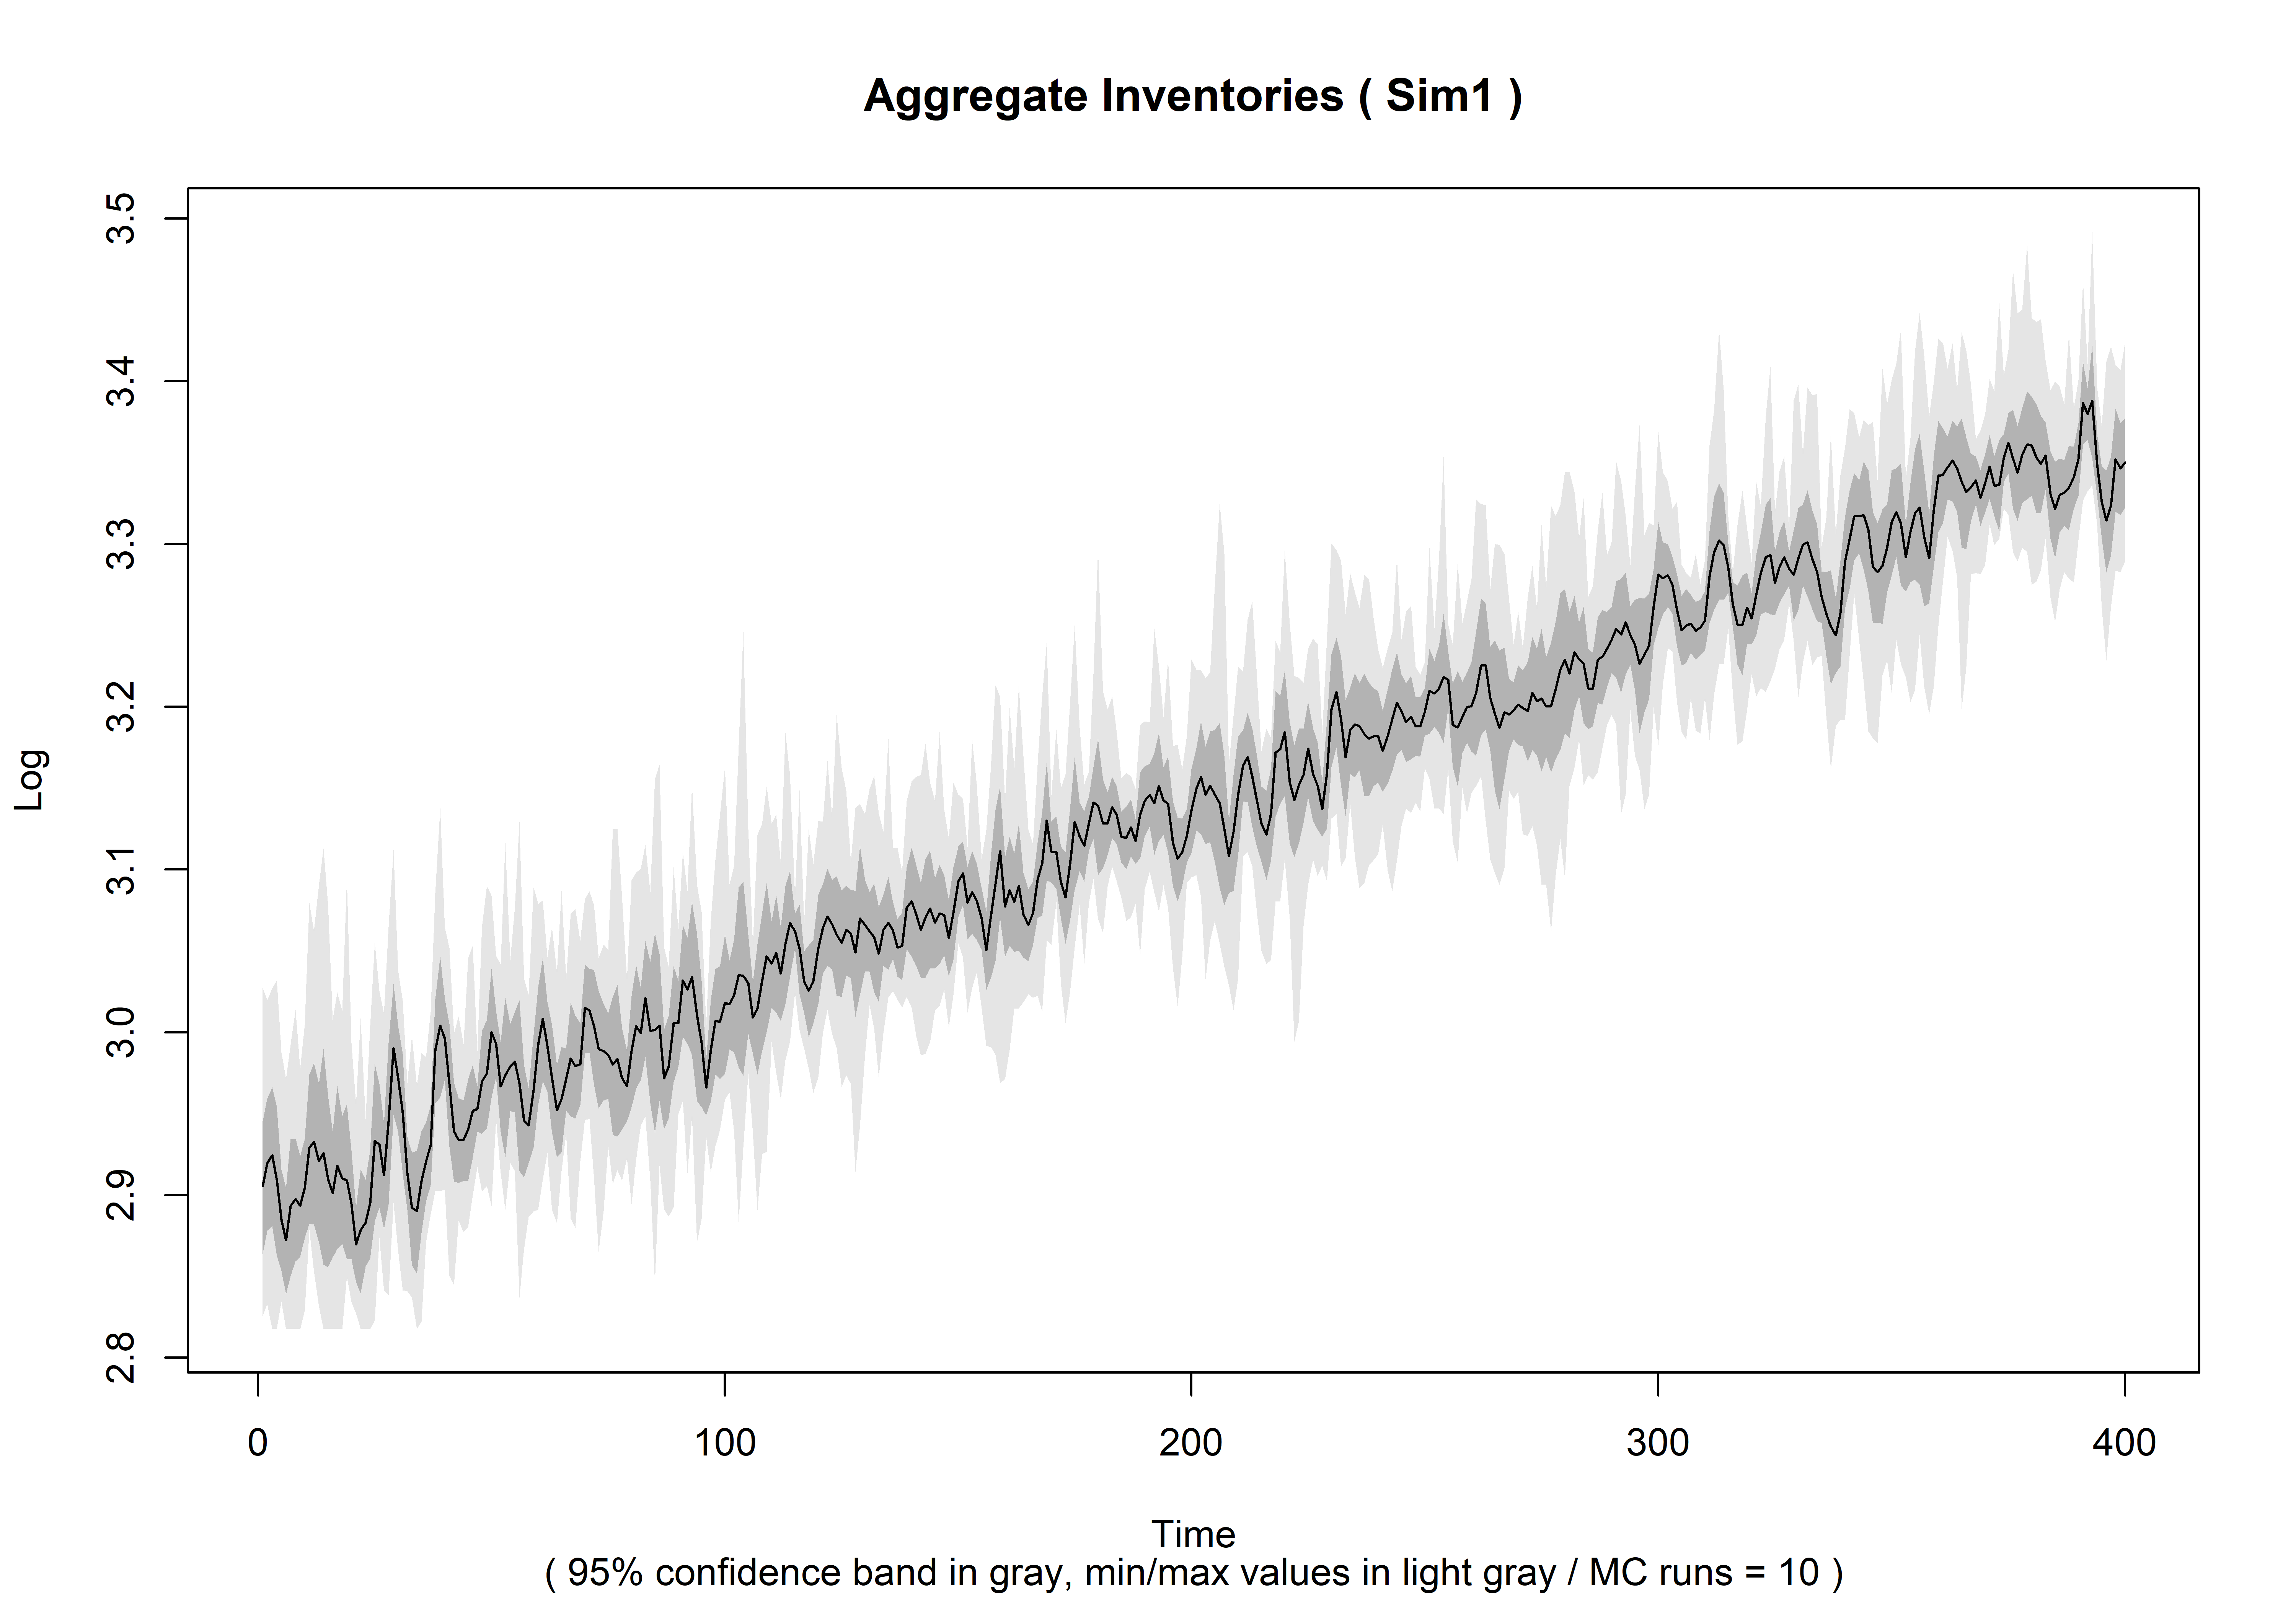 Aggregate Inventories ( Sim1 )
3.5
3.4
3.3
3.2
3.1
3.0
2.9
2.8
Log
0 100 200 300 400
Time
( 95% confidence band in gray, min/max values in light gray / MC runs = 10 )